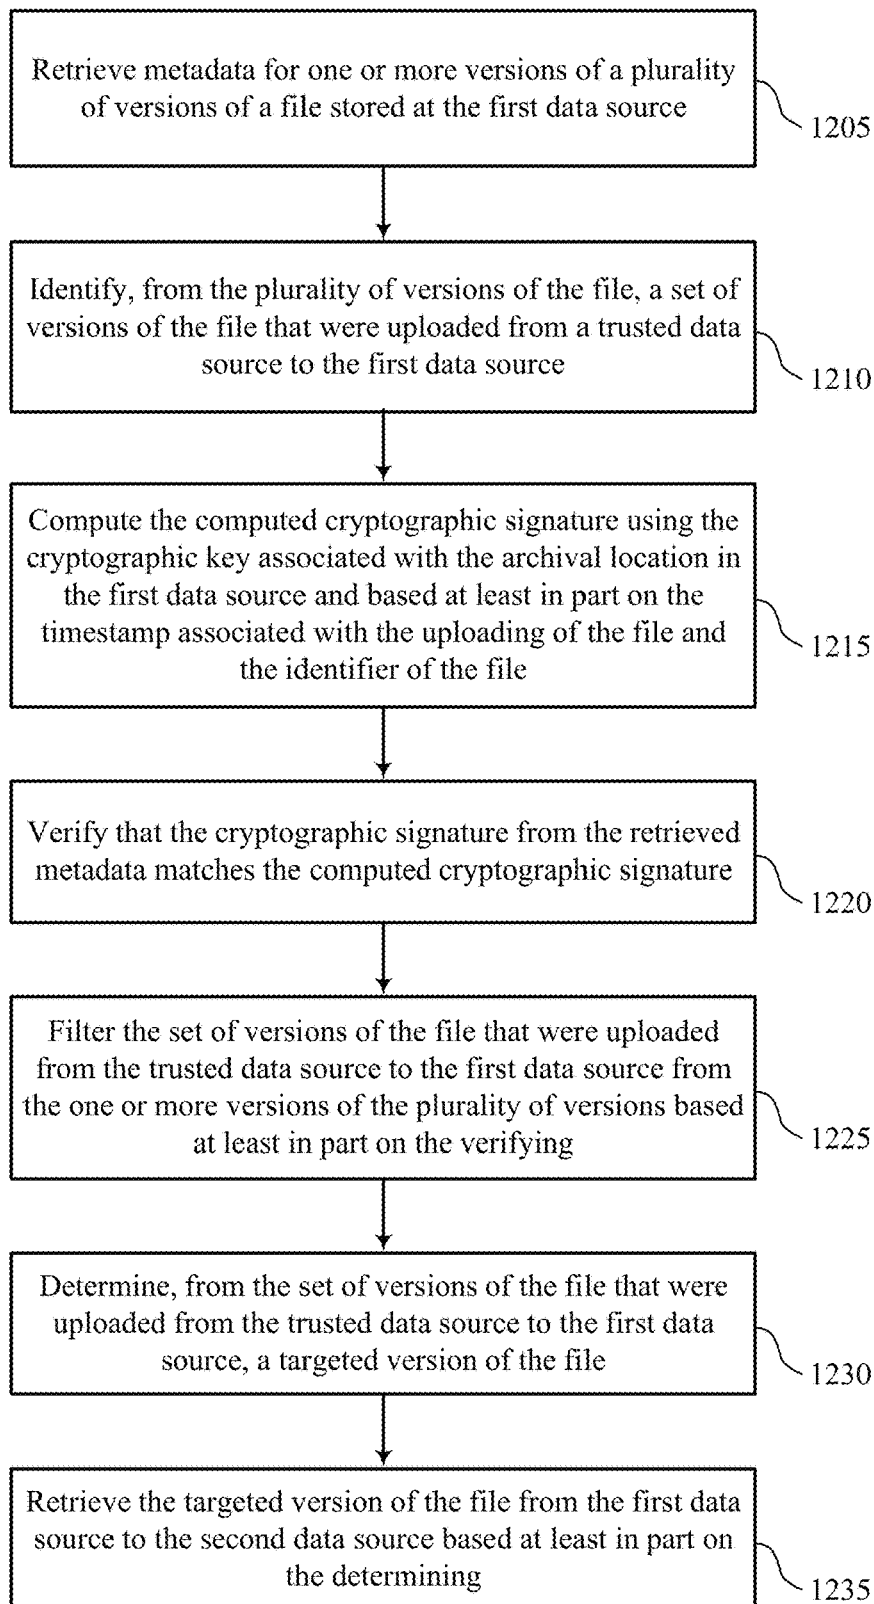 Retrieve metadata for one or more versions of a plurality
of versions of a file stored at the first data source
1205
Identify, from the plurality of versions of the file, a set of
versions of the file that were uploaded from a trusted data
source to the first data source
1210
Compute the computed cryptographic signature using the
cryptographic key associated with the archival location in
the first data source and based at least in part on the
timestamp associated with the uploading of the file and
the identifier of the file
1215
Verify that the cryptographic signature from the retrieved
metadata matches the computed cryptographic signature
1220
Filter the set of versions of the file that were uploaded
from the trusted data source to the first data source from
the one or more versions of the plurality of versions based
at least in part on the verifying
1225
Determine, from the set of versions of the file that were
uploaded from the trusted data source to the first data
source, a targeted version of the file
1230
Retrieve the targeted version of the file from the first data
source to the second data source based at least in part on
the determining
1235